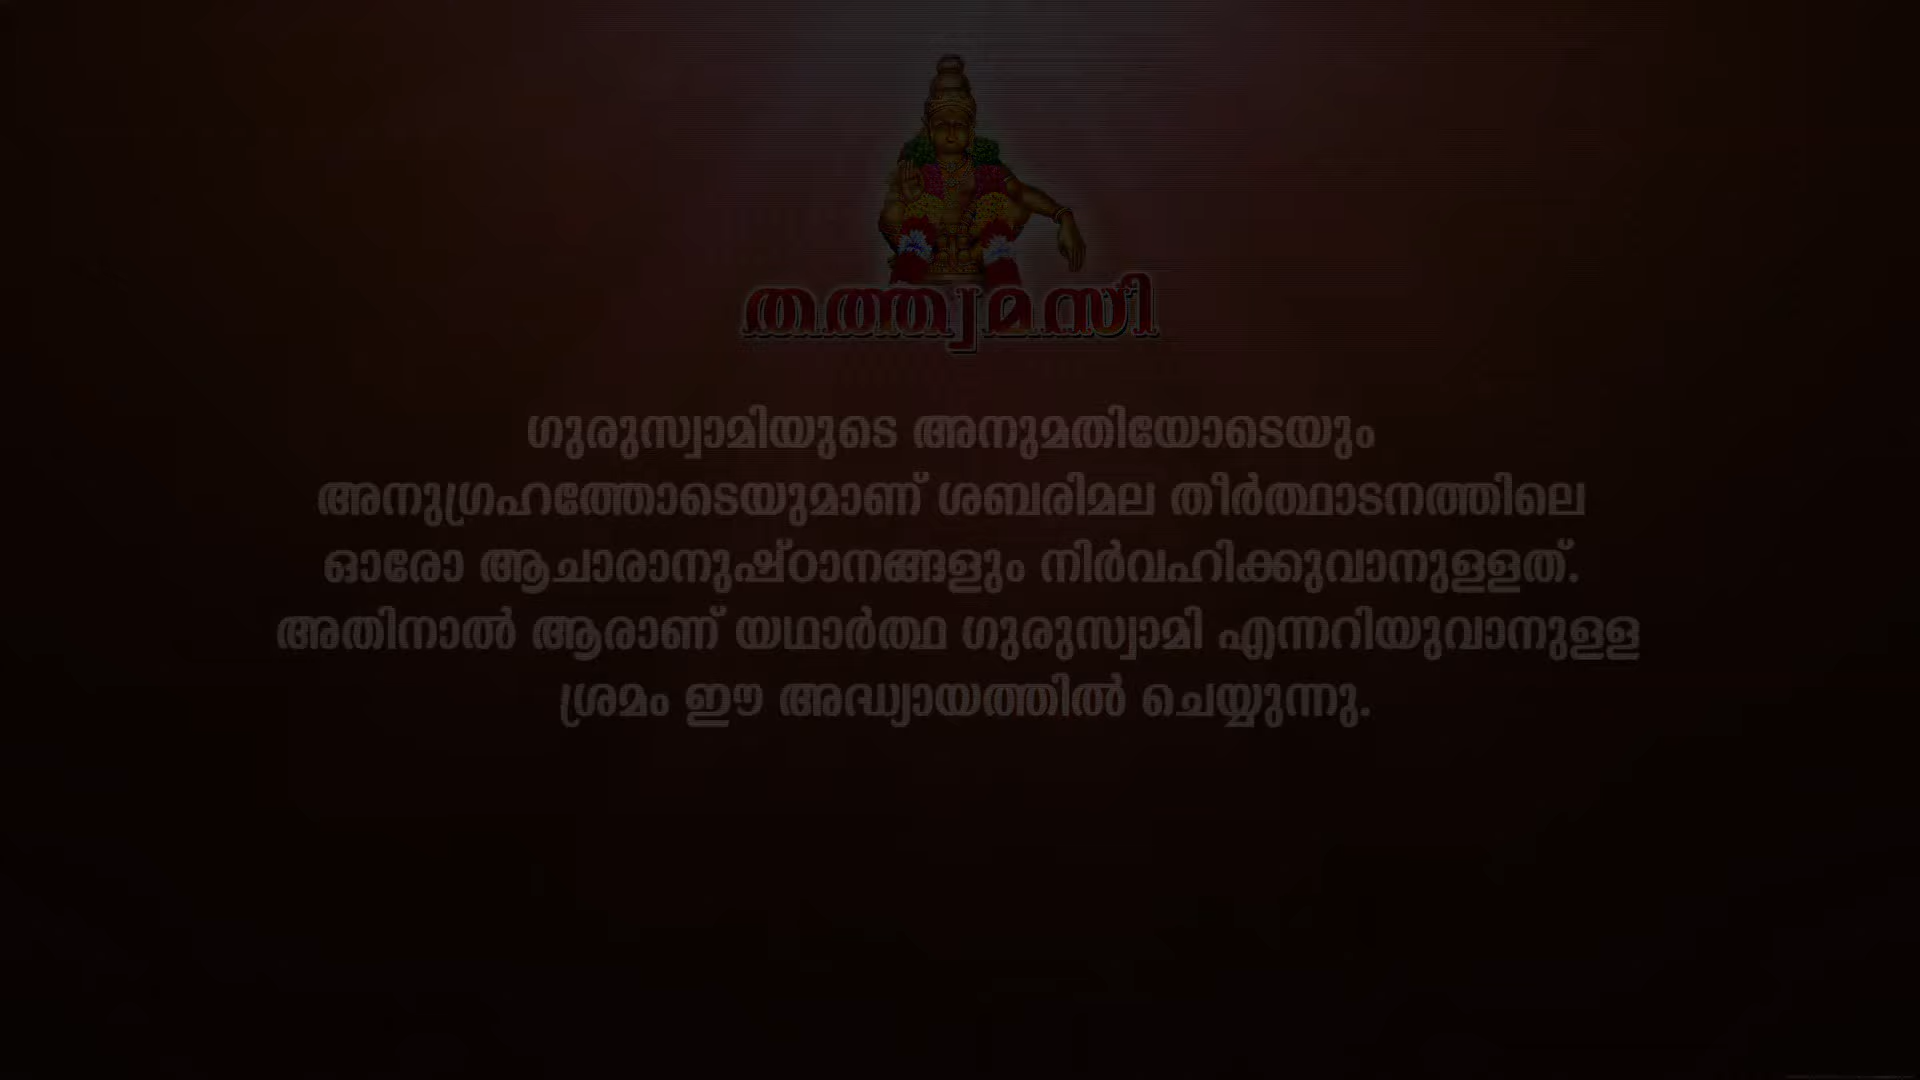 തത്ത്വമസീ
ഗുരുസ്വാമിയുടെ അനുമതിയോടെയും
അനുഗ്രഹത്തോടെയുമാണ് ശബരിമല തീർത്ഥാടനത്തിലെ
ഓരോ ആചാരാനുഷ്ഠാനങ്ങളും നിർവഹിക്കുവാനുള്ളത്.
അതിനാൽ ആരാണ് യഥാർത്ഥ ഗുരുസ്വാമി എന്നറിയുവാനുള്ള
ശ്രമം ഈ അദ്ധ്യായത്തിൽ ചെയ്യുന്നു.